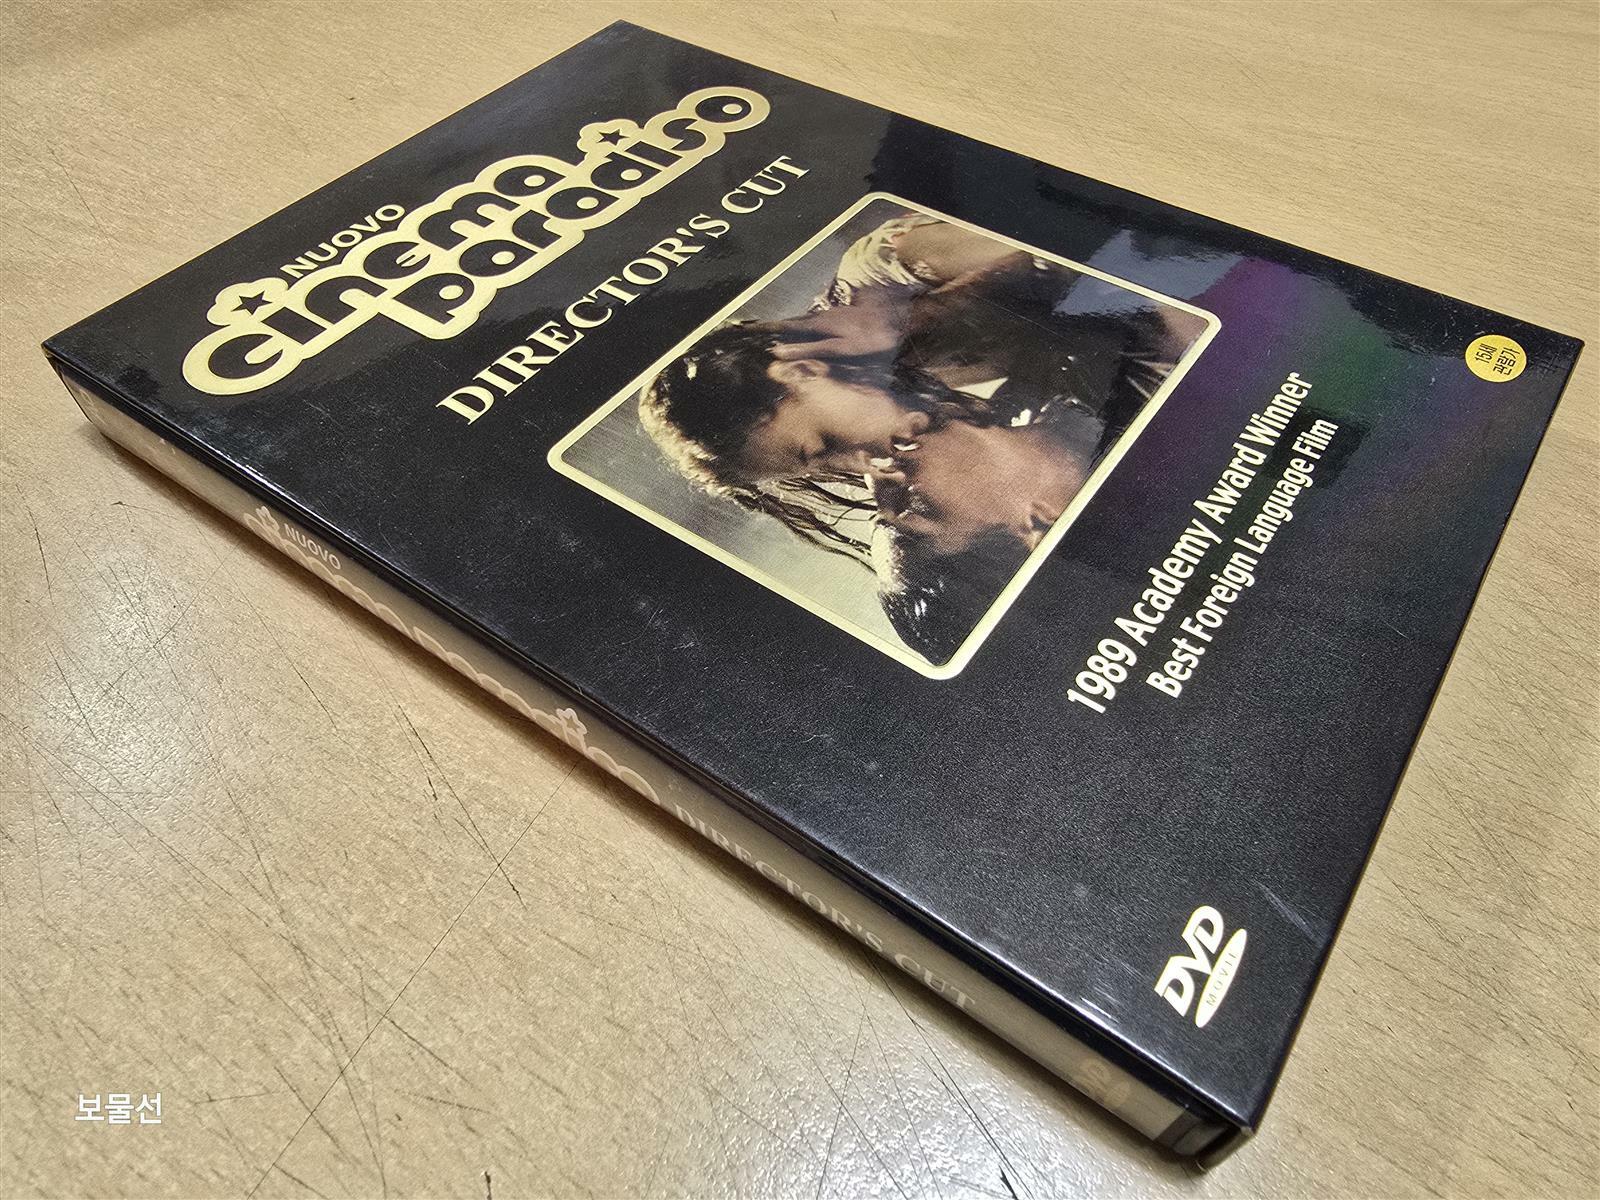 NUOVO
Cinema
paradiso
DIRECTOR'S CUT
15세
관람가
1989 Academy Award Winner
Best Foreign Language Film
DVD
MOVIE
NUOVO
Cinema paradiso DIRECTOR'S CUT
보물선